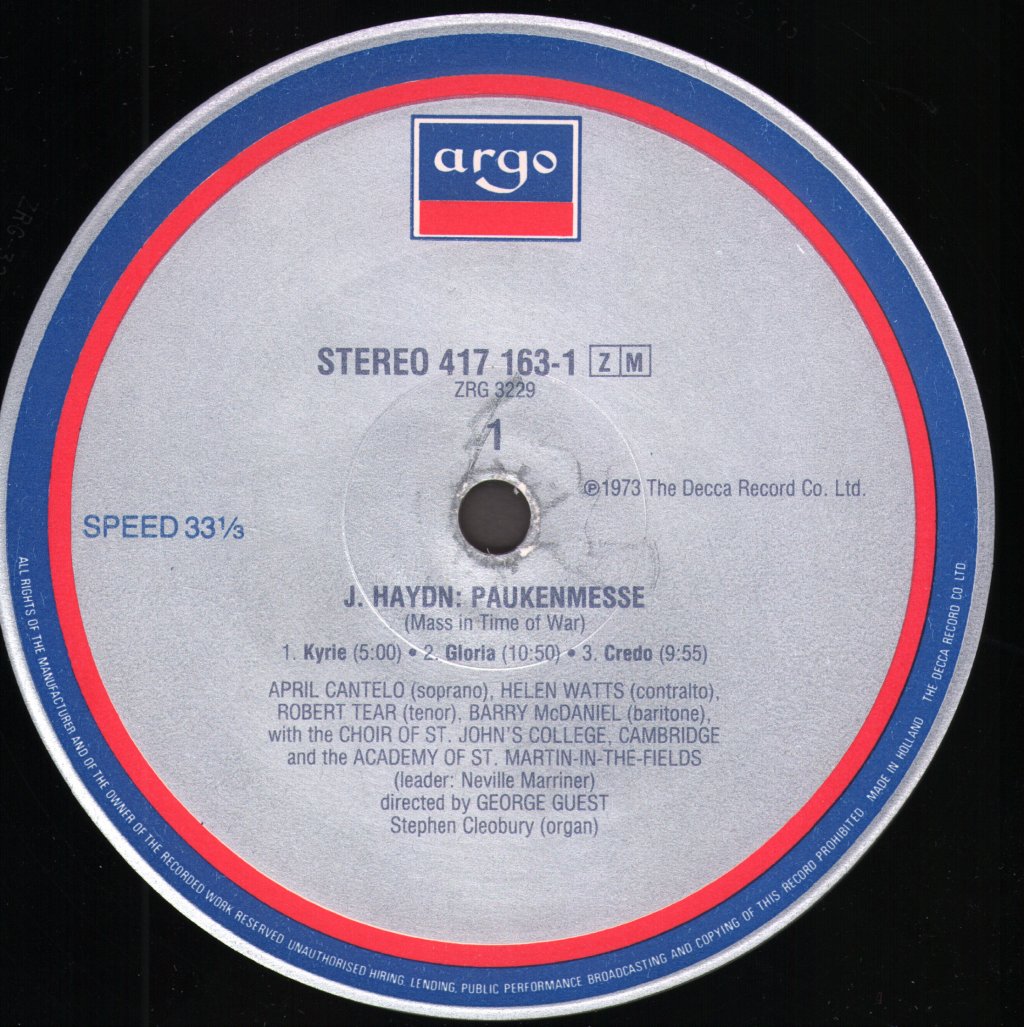 argo
STEREO 417 163-1 Z M
ZRG 3229
1
℗1973 The Decca Record Co. Ltd.
SPEED 33⅓
J. HAYDN: PAUKENMESSE
(Mass in Time of War)
1. Kyrie (5:00) • 2. Gloria (10:50) • 3. Credo (9:55)
APRIL CANTELO (soprano), HELEN WATTS (contralto),
ROBERT TEAR (tenor), BARRY McDANIEL (baritone),
with the CHOIR OF ST. JOHN'S COLLEGE, CAMBRIDGE
and the ACADEMY OF ST. MARTIN-IN-THE-FIELDS
(leader: Neville Marriner)
directed by GEORGE GUEST
Stephen Cleobury (organ)
ALL RIGHTS OF THE MANUFACTURER AND OF THE OWNER OF THE RECORDED WORK RESERVED UNAUTHORISED HIRING, LENDING, PUBLIC PERFORMANCE BROADCASTING AND COPYING OF THIS RECORD PROHIBITED MADE IN HOLLAND THE DECCA RECORD CO. LTD.